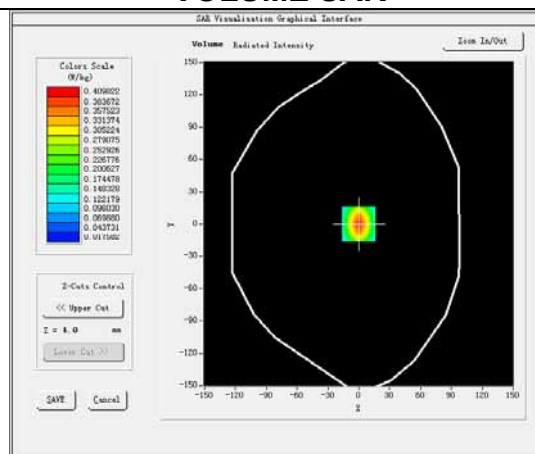 SAR Visualisation Graphical Interface
Volume Radiated Intensity
Zoom In/Out
Colors Scale
(W/kg)
0.409822
0.383672
0.357523
0.331374
0.305224
0.279075
0.252926
0.226776
0.200627
0.174478
0.148328
0.122179
0.096030
0.069880
0.043731
0.017582
Z-Cuts Control
<< Upper Cut
Z = 4.0 mm
Lower Cut >>
SAVE
Cancel
150
120
90
60
30
0
-30
-60
-90
-120
-150
Y
-150 -120 -90 -60 -30 0 30 60 90 120 150
X